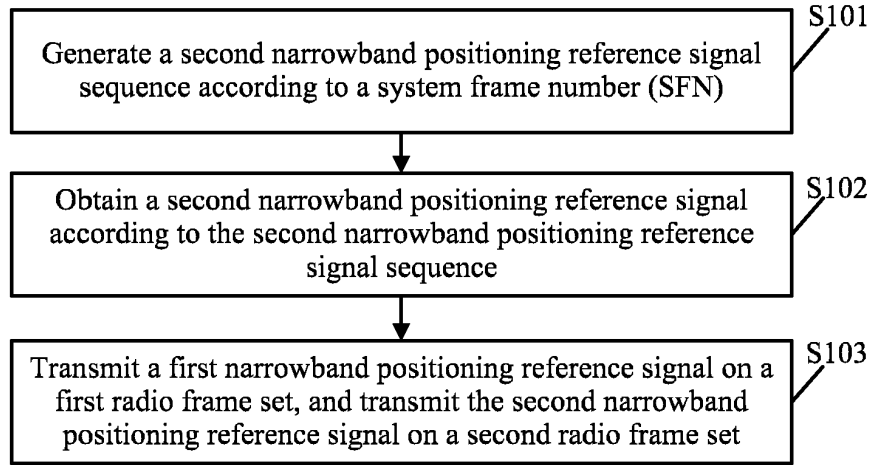 S101
Generate a second narrowband positioning reference signal
sequence according to a system frame number (SFN)
S102
Obtain a second narrowband positioning reference signal
according to the second narrowband positioning reference
signal sequence
S103
Transmit a first narrowband positioning reference signal on a
first radio frame set, and transmit the second narrowband
positioning reference signal on a second radio frame set